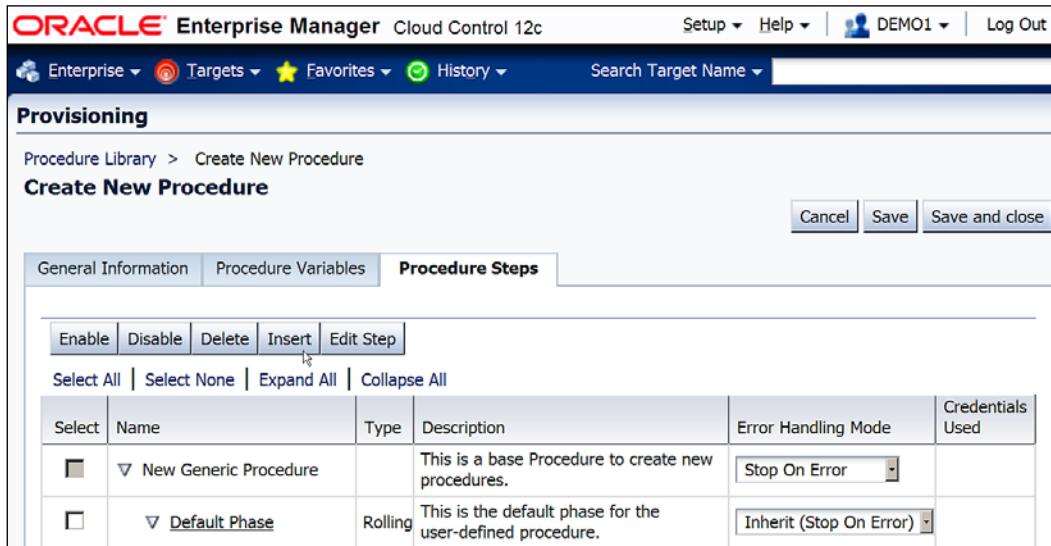 ORACLE Enterprise Manager Cloud Control 12c Setup Help DEMO1 Log Out
Enterprise Targets Favorites History Search Target Name
Provisioning
Procedure Library > Create New Procedure
Create New Procedure
Cancel Save Save and close
General Information Procedure Variables Procedure Steps
Enable Disable Delete Insert Edit Step
Select All | Select None | Expand All | Collapse All
Select Name Type Description Error Handling Mode Credentials Used
New Generic Procedure This is a base Procedure to create new procedures. Stop On Error
Default Phase Rolling This is the default phase for the user-defined procedure. Inherit (Stop On Error)